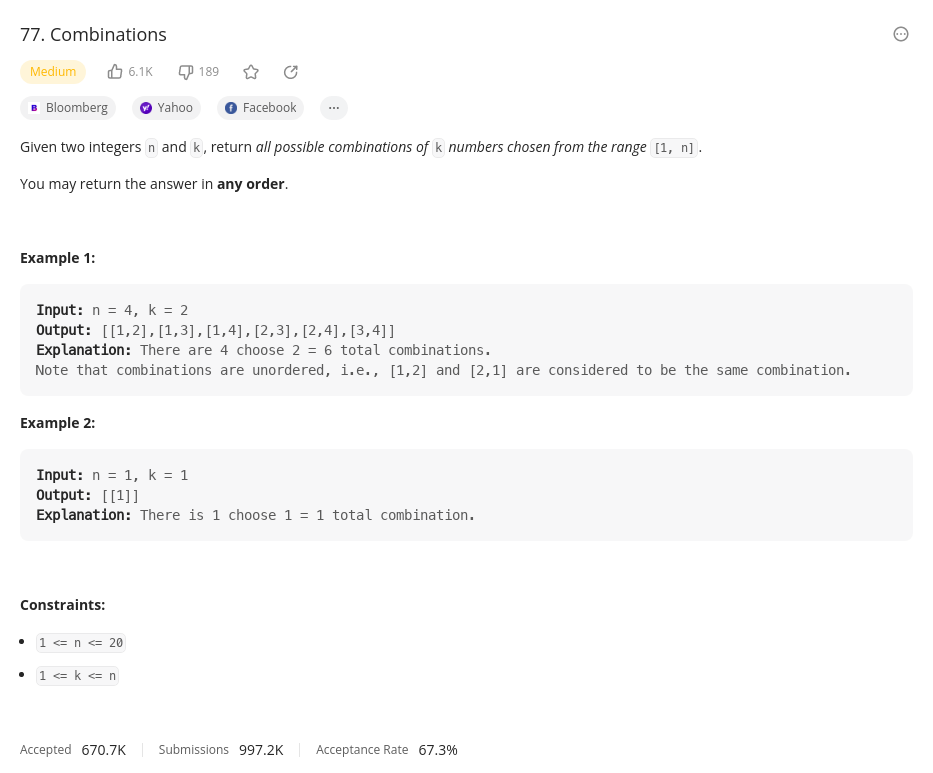 77. Combinations
Medium 6.1K 189
Bloomberg Yahoo Facebook ...
Given two integers n and k, return all possible combinations of k numbers chosen from the range [1, n].
You may return the answer in any order.
Example 1:
Input: n = 4, k = 2
Output: [[1,2],[1,3],[1,4],[2,3],[2,4],[3,4]]
Explanation: There are 4 choose 2 = 6 total combinations.
Note that combinations are unordered, i.e., [1,2] and [2,1] are considered to be the same combination.
Example 2:
Input: n = 1, k = 1
Output: [[1]]
Explanation: There is 1 choose 1 = 1 total combination.
Constraints:
1 <= n <= 20
1 <= k <= n
Accepted 670.7K Submissions 997.2K Acceptance Rate 67.3%